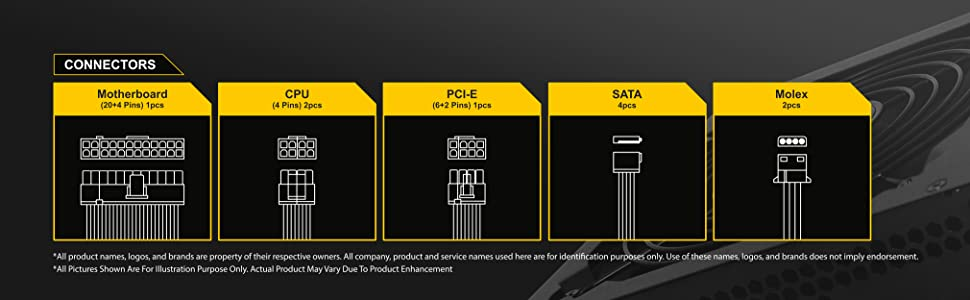 CONNECTORS
Motherboard
(20+4 Pins) 1pcs
CPU
(4 Pins) 2pcs
PCI-E
(6+2 Pins) 1pcs
SATA
4pcs
Molex
2pcs
*All product names, logos, and brands are property of their respective owners. All company, product and service names used here are for identification purposes only. Use of these names, logos, and brands does not imply endorsement.
*All Pictures Shown Are For Illustration Purpose Only. Actual Product May Vary Due To Product Enhancement